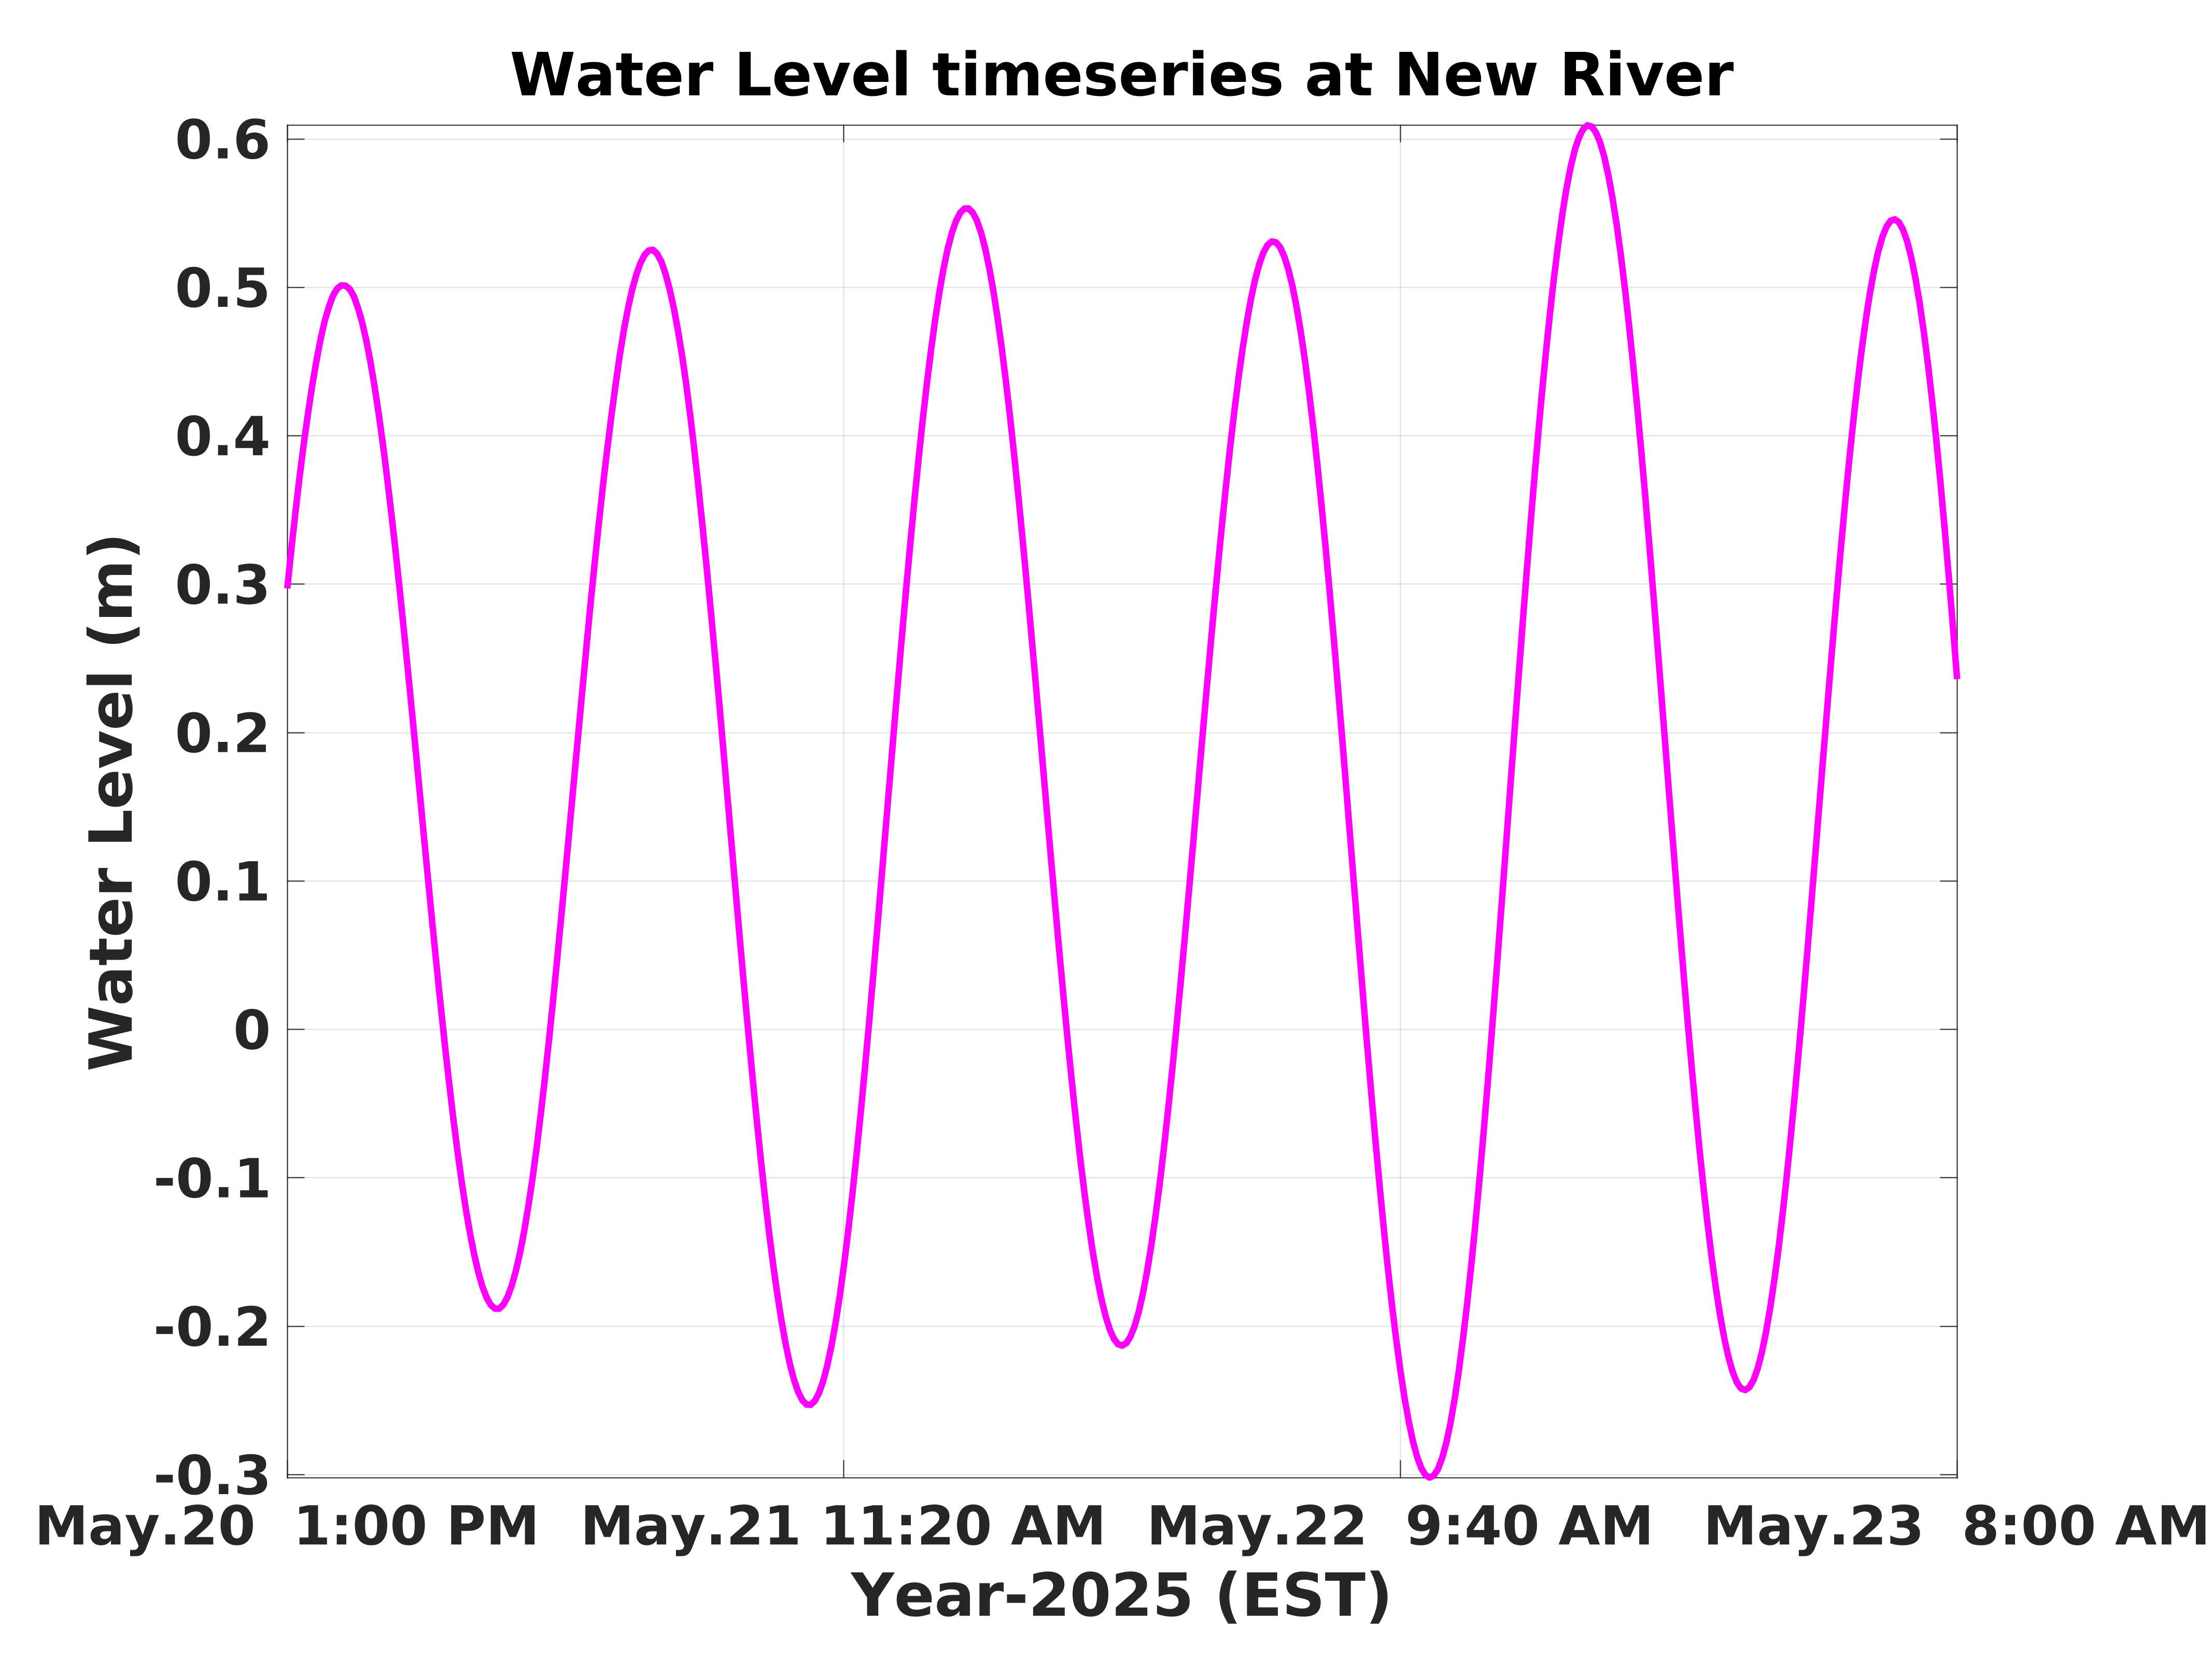 Water Level timeseries at New River
Water Level (m)
0.6
0.5
0.4
0.3
0.2
0.1
0
-0.1
-0.2
-0.3
May.20 1:00 PM May.21 11:20 AM May.22 9:40 AM May.23 8:00 AM
Year-2025 (EST)